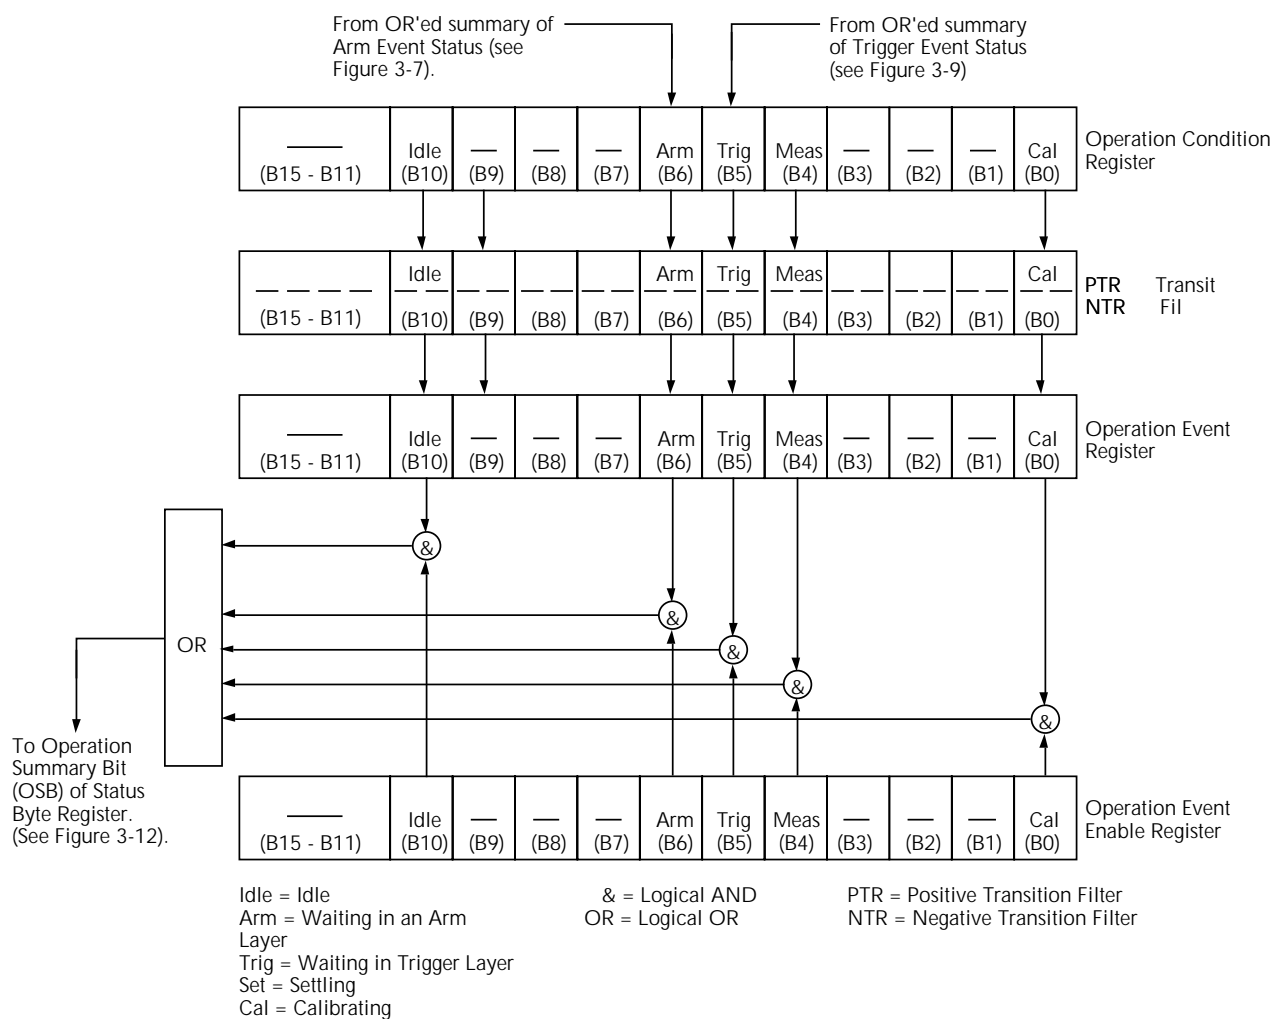 From OR'ed summary of
Arm Event Status (see
Figure 3-7).
From OR'ed summary
of Trigger Event Status
(see Figure 3-9)
Idle Arm Trig Meas Cal
(B15 - B11) (B10) (B9) (B8) (B7) (B6) (B5) (B4) (B3) (B2) (B1) (B0)
Operation Condition
Register
Idle Arm Trig Meas Cal
(B15 - B11) (B10) (B9) (B8) (B7) (B6) (B5) (B4) (B3) (B2) (B1) (B0)
PTR Transit
NTR Fil
Idle Arm Trig Meas Cal
(B15 - B11) (B10) (B9) (B8) (B7) (B6) (B5) (B4) (B3) (B2) (B1) (B0)
Operation Event
Register
&
&
&
&
&
OR
To Operation
Summary Bit
(OSB) of Status
Byte Register.
(See Figure 3-12).
Idle Arm Trig Meas Cal
(B15 - B11) (B10) (B9) (B8) (B7) (B6) (B5) (B4) (B3) (B2) (B1) (B0)
Operation Event
Enable Register
Idle = Idle
Arm = Waiting in an Arm
Layer
Trig = Waiting in Trigger Layer
Set = Settling
Cal = Calibrating
& = Logical AND
OR = Logical OR
PTR = Positive Transition Filter
NTR = Negative Transition Filter